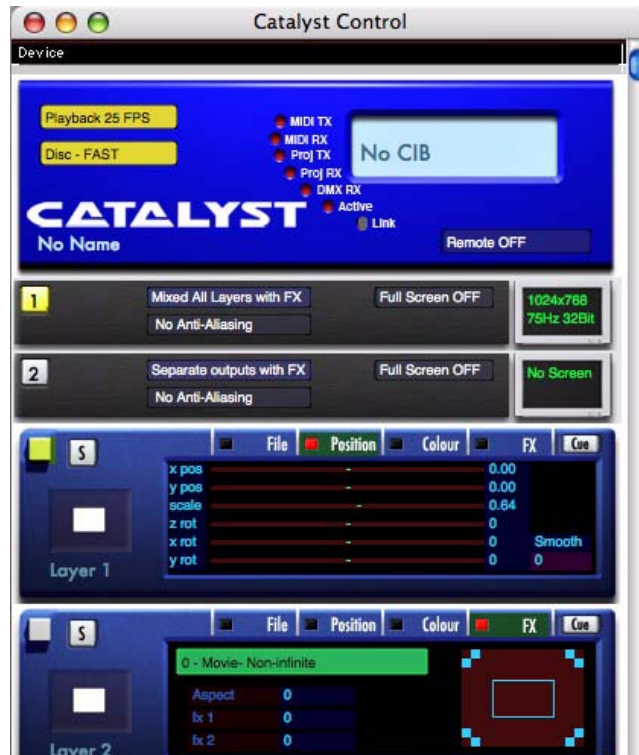 Catalyst Control
Device
Playback 25 FPS
Disc - FAST
MIDI TX
MIDI RX
Proj TX
Proj RX
DMX RX
Active
Link
No CIB
CATALYST
No Name
Remote OFF
1
Mixed All Layers with FX
Full Screen OFF
No Anti-Aliasing
1024x768
75Hz 32Bit
2
Separate outputs with FX
Full Screen OFF
No Screen
No Anti-Aliasing
S
File
Position
Colour
FX
Cue
x pos - 0.00
y pos - 0.00
scale - 0.64
z rot - 0
x rot - 0 Smooth
y rot - 0 0
Layer 1
S
File
Position
Colour
FX
Cue
0 - Movie- Non-infinite
Aspect 0
fx 1 0
fx 2 0
Layer 2